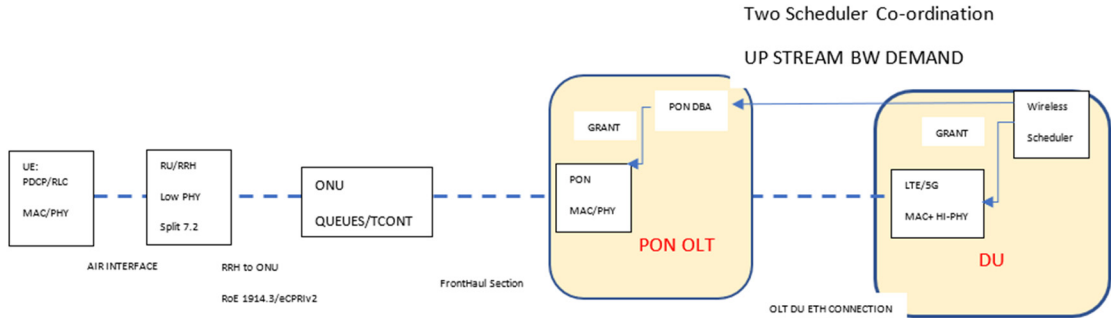 Two Scheduler Co-ordination
UP STREAM BW DEMAND
PON DBA
GRANT
PON
MAC/PHY
PON OLT
Wireless
Scheduler
GRANT
LTE/5G
MAC+ HI-PHY
DU
UE:
PDCP/RLC
MAC/PHY
RU/RRH
Low PHY
Split 7.2
ONU
QUEUES/TCONT
AIR INTERFACE
RRH to ONU
RoE 1914.3/eCPRIv2
FrontHaul Section
OLT DU ETH CONNECTION